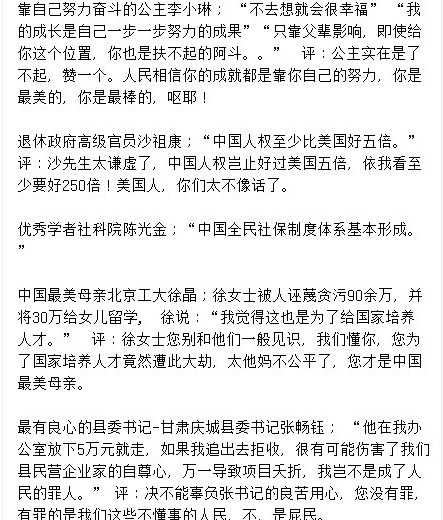 靠自己努力奋斗的公主李小琳；“不去想就会很幸福” “我
的成长是自己一步一步努力的成果”“只靠父辈影响，即使给
你这个位置，你也是扶不起的阿斗。。” 评：公主实在是了
不起，赞一个。人民相信你的成就都是靠你自己的努力，你是
最美的，你是最棒的，呕耶！
退休政府高级官员沙祖康；“中国人权至少比美国好五倍。”
评：沙先生太谦虚了，中国人权岂止好过美国五倍，依我看至
少要好250倍！美国人，你们太不像话了。
优秀学者社科院陈光金；“中国全民社保制度体系基本形成。
”
中国最美母亲北京工大徐晶；徐女士被人诬蔑贪污90余万，并
将30万给女儿留学， 徐说：“我觉得这也是为了给国家培养
人才。” 评：徐女士您别和他们一般见识，我们懂你，您为
了国家培养人才竟然遭此大劫，太他妈不公平了，您才是中国
最美母亲。
最有良心的县委书记-甘肃庆城县委书记张畅钰； “他在我办
公室放下5万元就走，如果我追出去拒收，很有可能伤害了我们
县民营企业家的自尊心，万一导致项目夭折，我岂不是成了人
民的罪人。” 评：决不能辜负张书记的良苦用心，您没有罪，
有罪的是我们这些不懂事的人民，不，是屁民。